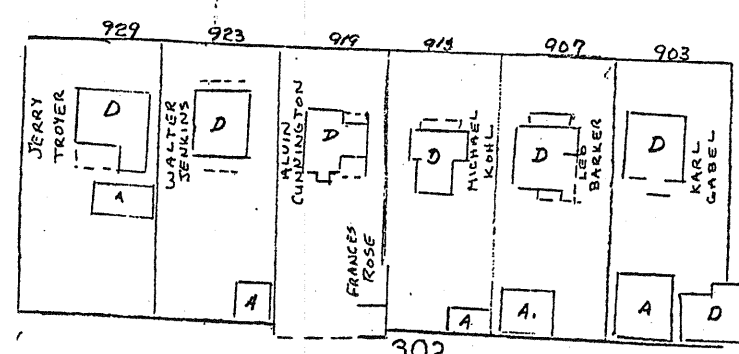 929 923 919 913 907 903
JERRY
TROYER
D
A
WALTER
JENKINS
D
A
ALVIN
CUNNINGTON
D
FRANCES
ROSE
D
MICHAEL
KOHL
A
D
LEO
BARKER
A.
D
KARL
GABEL
A
D
302